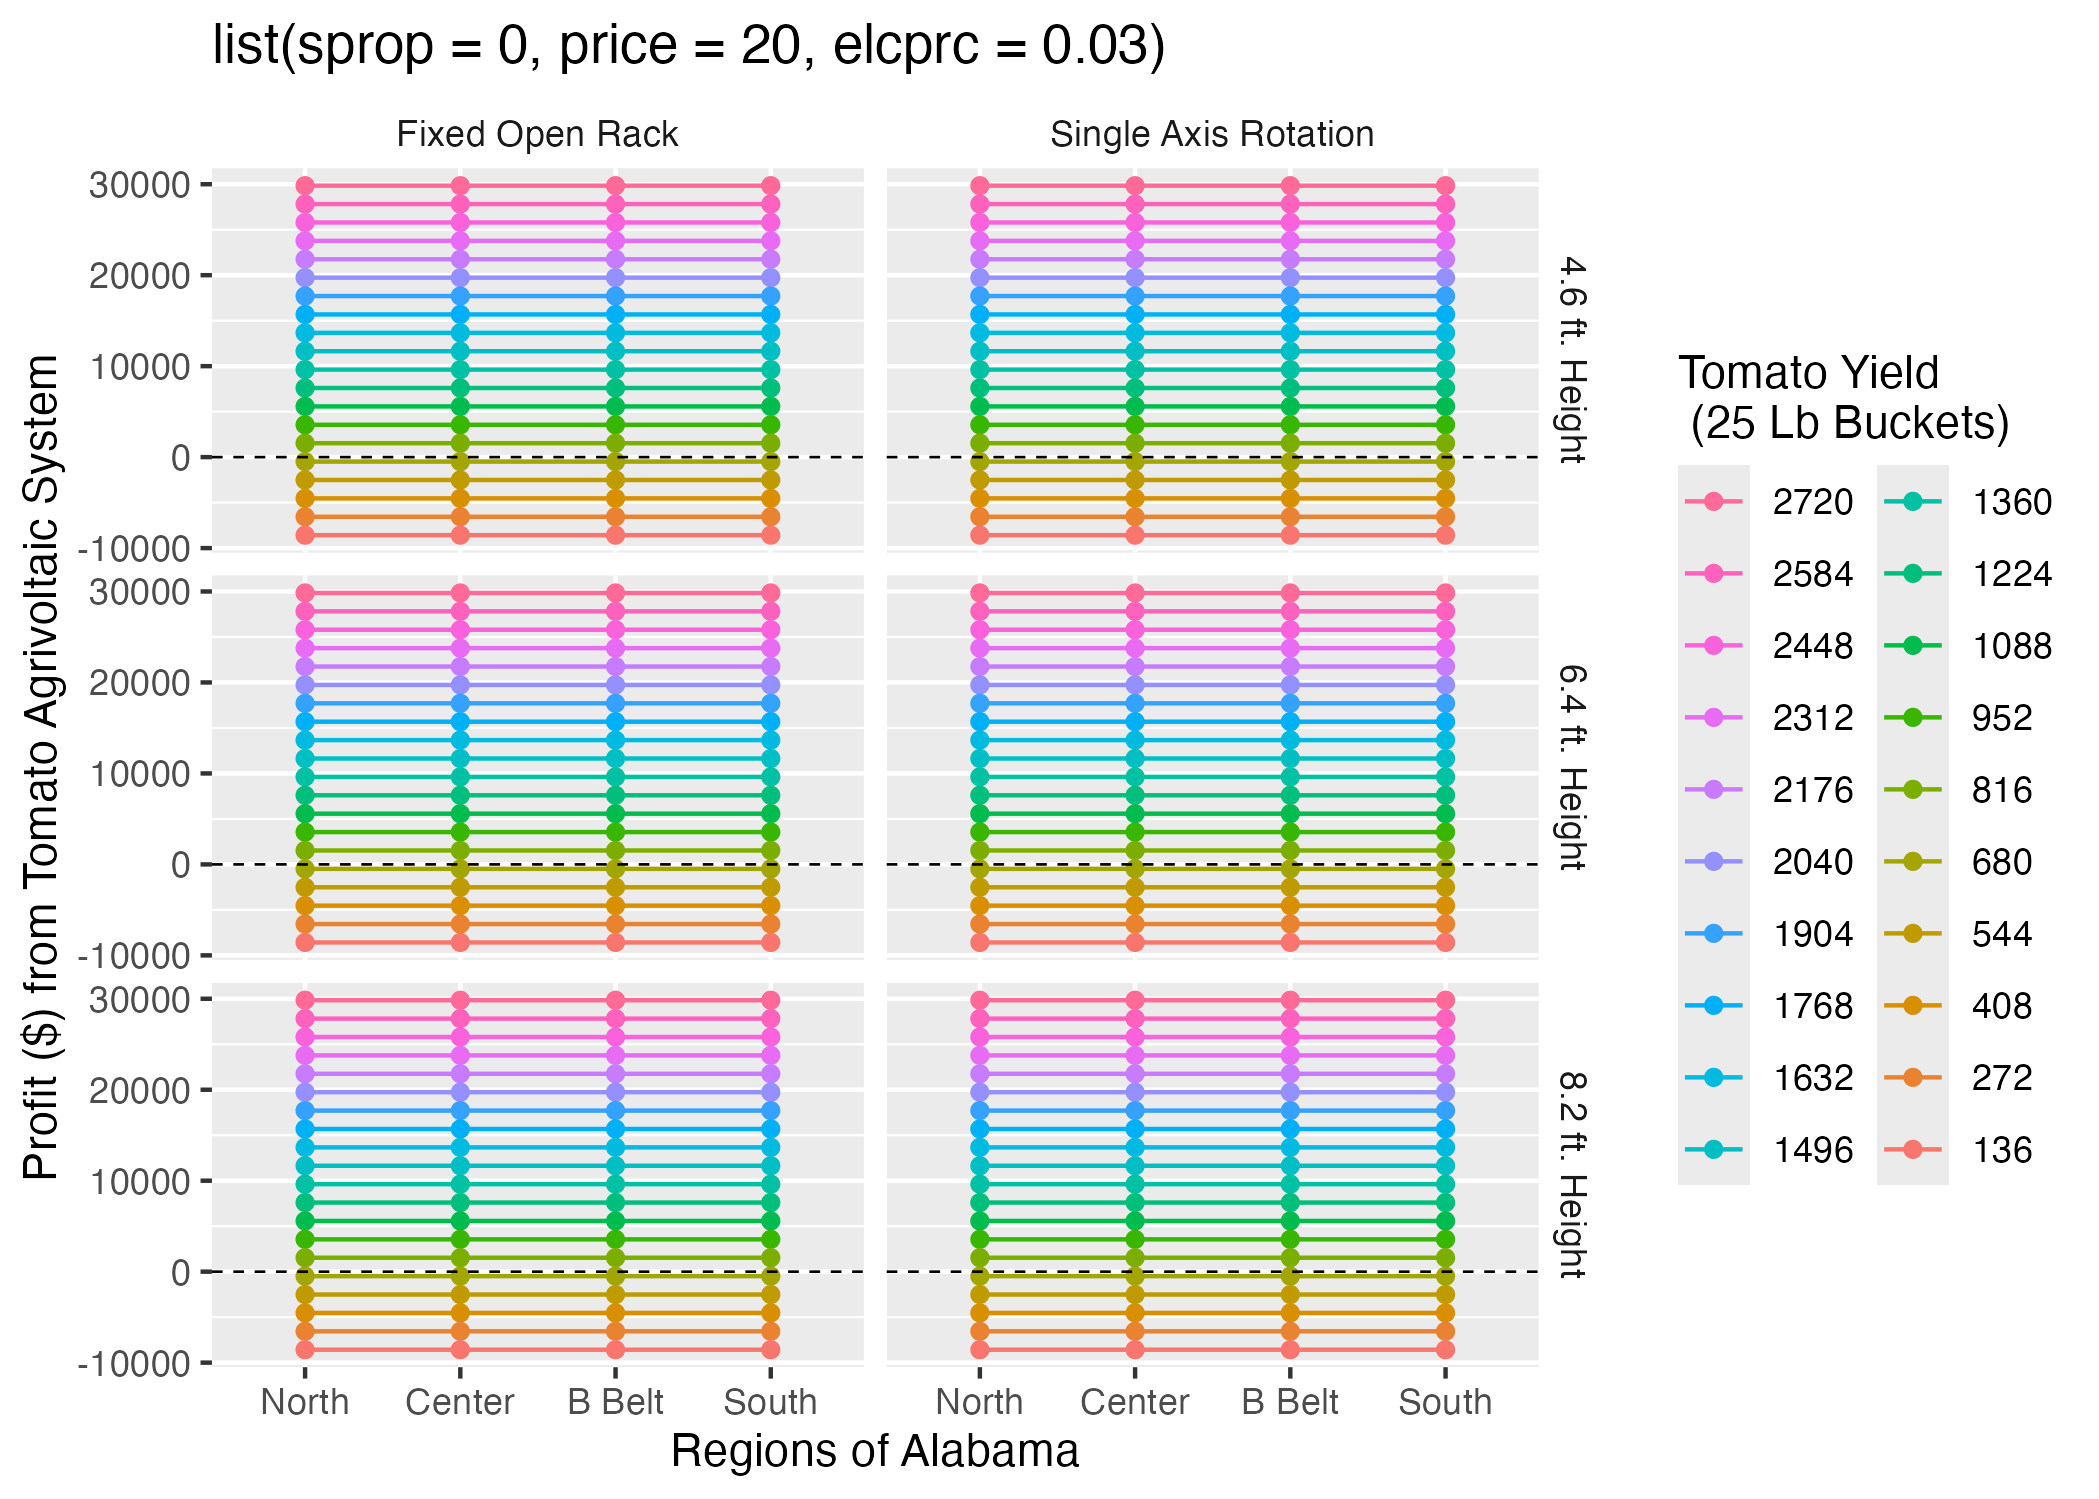 list(sprop = 0, price = 20, elcprc = 0.03)
Fixed Open Rack
Single Axis Rotation
30000
20000
10000
0
-10000
4.6 ft. Height
30000
20000
10000
0
-10000
6.4 ft. Height
30000
20000
10000
0
-10000
8.2 ft. Height
North Center B Belt South
North Center B Belt South
Regions of Alabama
Profit ($) from Tomato Agrivoltaic System
Tomato Yield
(25 Lb Buckets)
2720 1360
2584 1224
2448 1088
2312 952
2176 816
2040 680
1904 544
1768 408
1632 272
1496 136